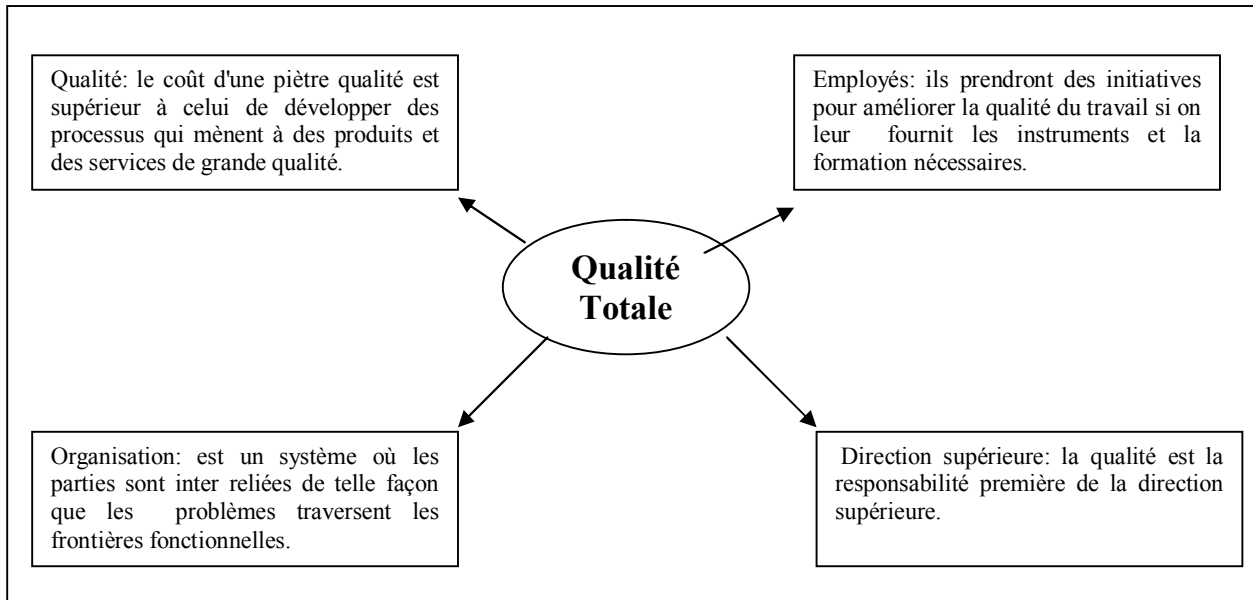 Qualité: le coût d'une piètre qualité est
supérieur à celui de développer des
processus qui mènent à des produits et
des services de grande qualité.
Employés: ils prendront des initiatives
pour améliorer la qualité du travail si on
leur fournit les instruments et la
formation nécessaires.
Qualité
Totale
Organisation: est un système où les
parties sont inter reliées de telle façon
que les problèmes traversent les
frontières fonctionnelles.
Direction supérieure: la qualité est la
responsabilité première de la direction
supérieure.